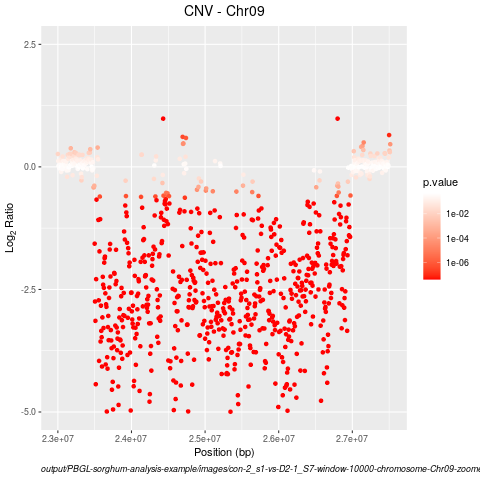 CNV - Chr09
2.5
0.0
-2.5
-5.0
Log2 Ratio
2.3e+07 2.4e+07 2.5e+07 2.6e+07 2.7e+07
Position (bp)
p.value
1e-02
1e-04
1e-06
output/PBGL-sorghum-analysis-example/images/con-2_s1-vs-D2-1_S7-window-10000-chromosome-Chr09-zoome